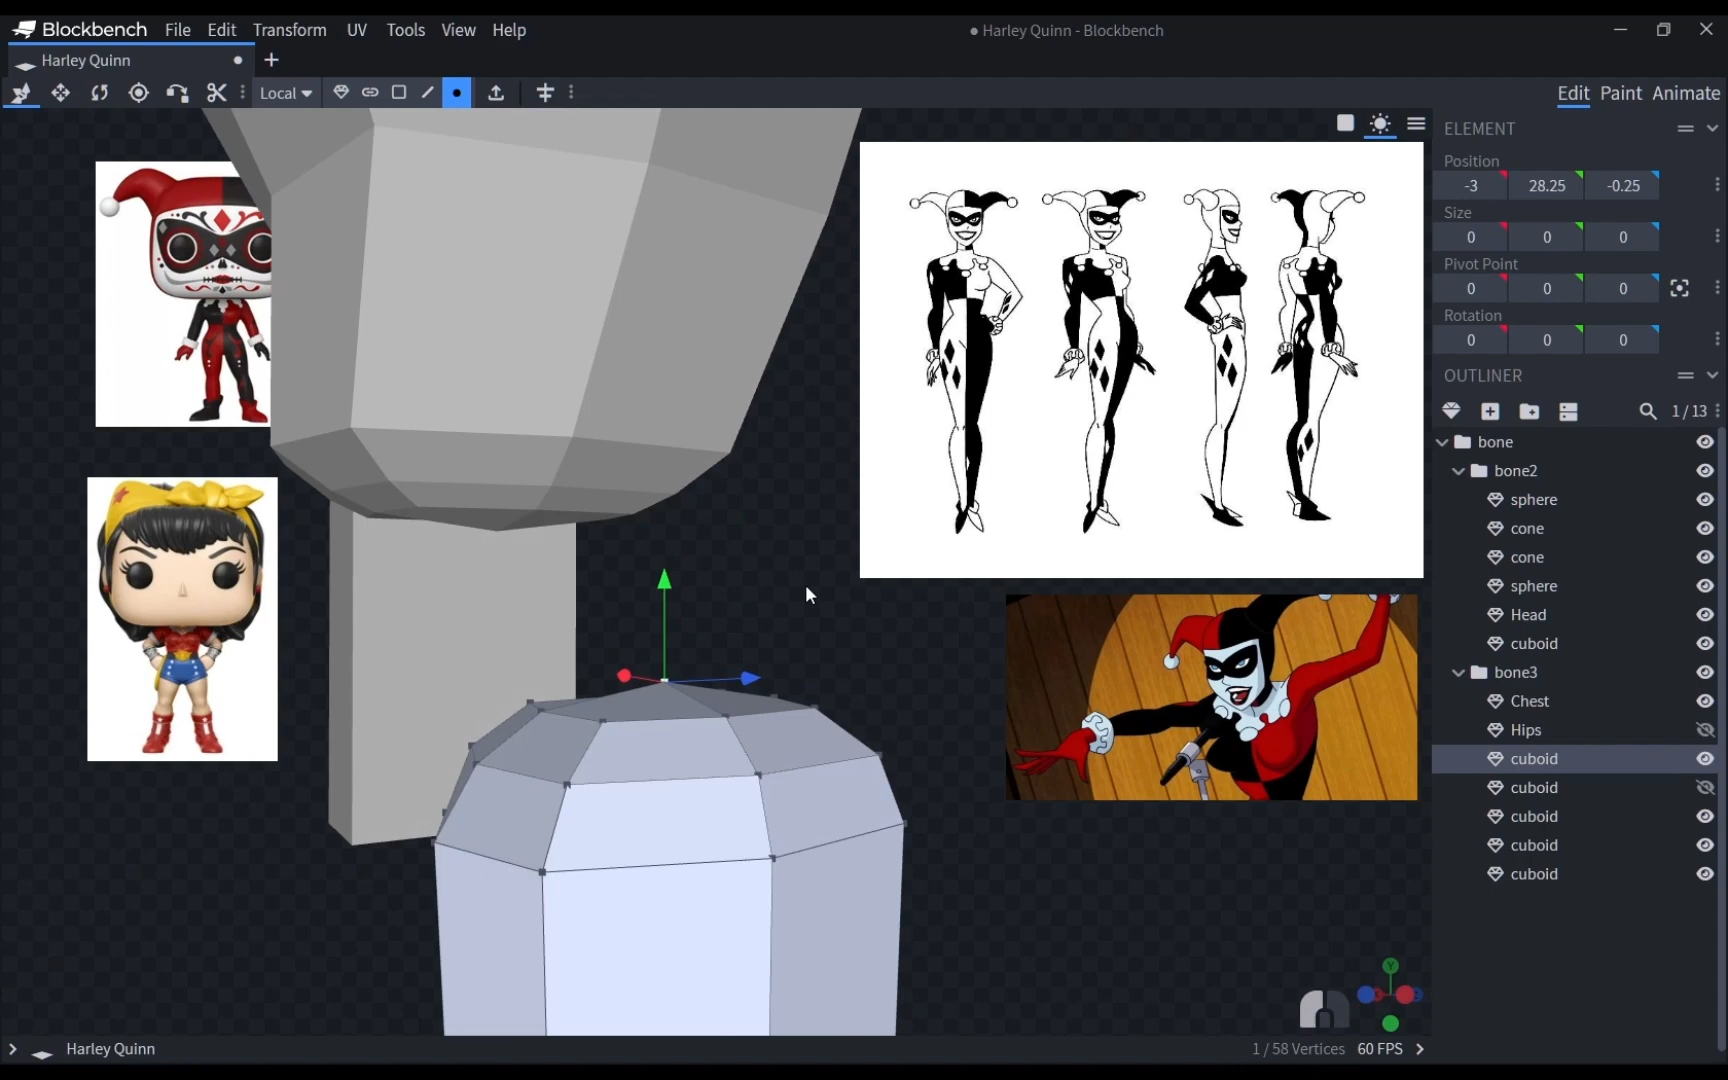 Blockbench File Edit Transform UV Tools View Help
Harley Quinn - Blockbench
Harley Quinn
Local
Edit Paint Animate
ELEMENT
Position
-3 28.25 -0.25
Size
0 0 0
Pivot Point
0 0 0
Rotation
0 0 0
OUTLINER
1 / 13
bone
bone2
sphere
cone
cone
sphere
Head
cuboid
bone3
Chest
Hips
cuboid
cuboid
cuboid
cuboid
cuboid
Y
Harley Quinn
1 / 58 Vertices 60 FPS